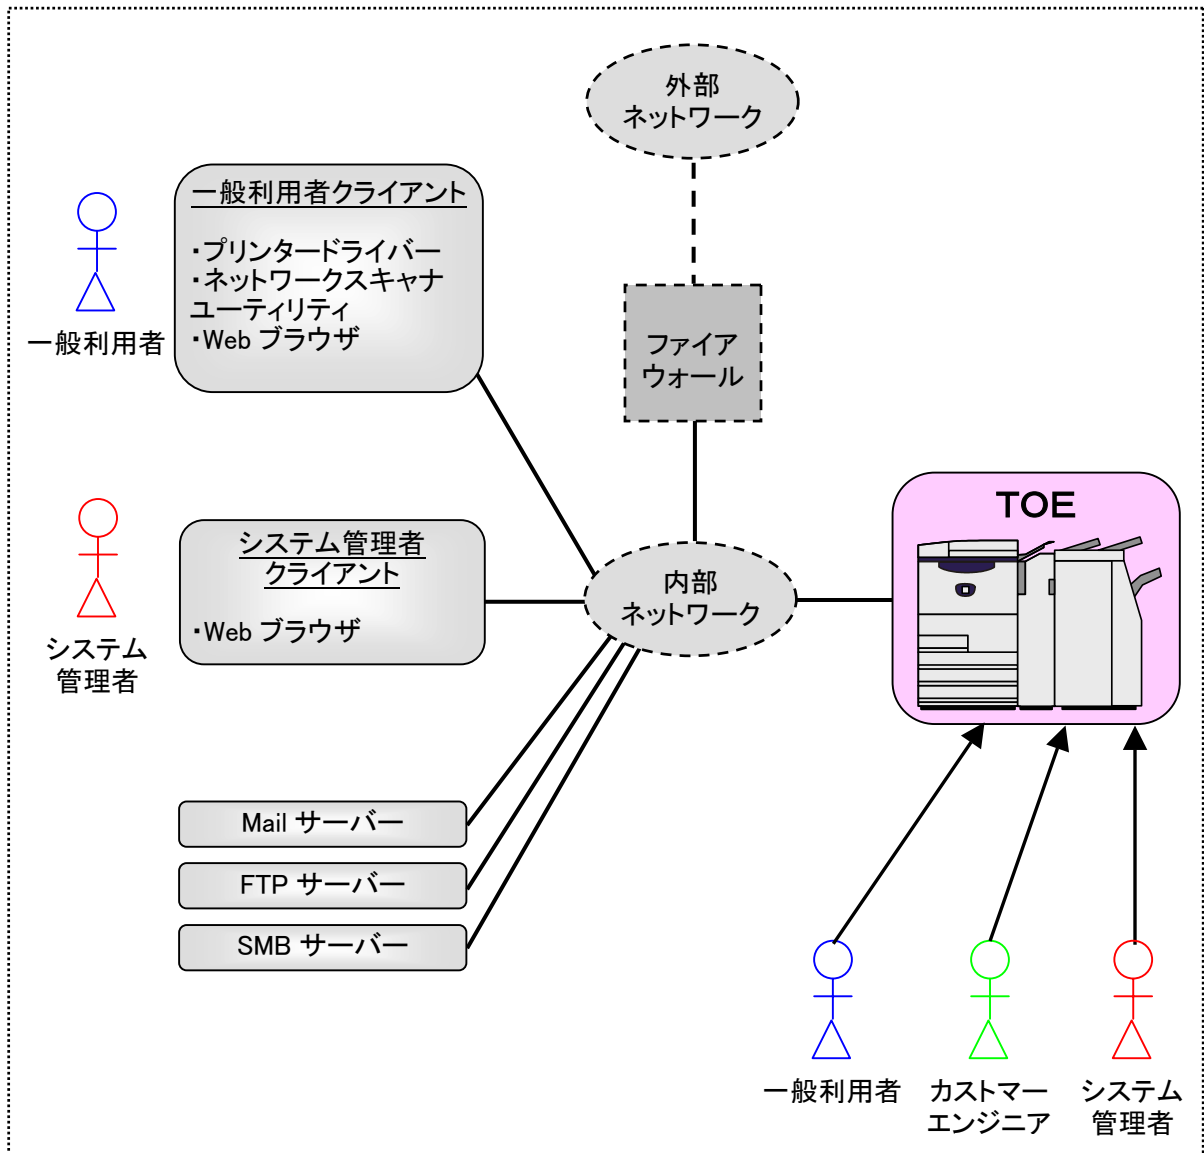 外部
ネットワーク
一般利用者クライアント
・プリンタードライバー
・ネットワークスキャナ
ユーティリティ
・Web ブラウザ
一般利用者
ファイア
ウォール
TOE
システム管理者
クライアント
・Web ブラウザ
システム
管理者
内部
ネットワーク
Mail サーバー
FTP サーバー
SMB サーバー
一般利用者
カストマー
エンジニア
システム
管理者